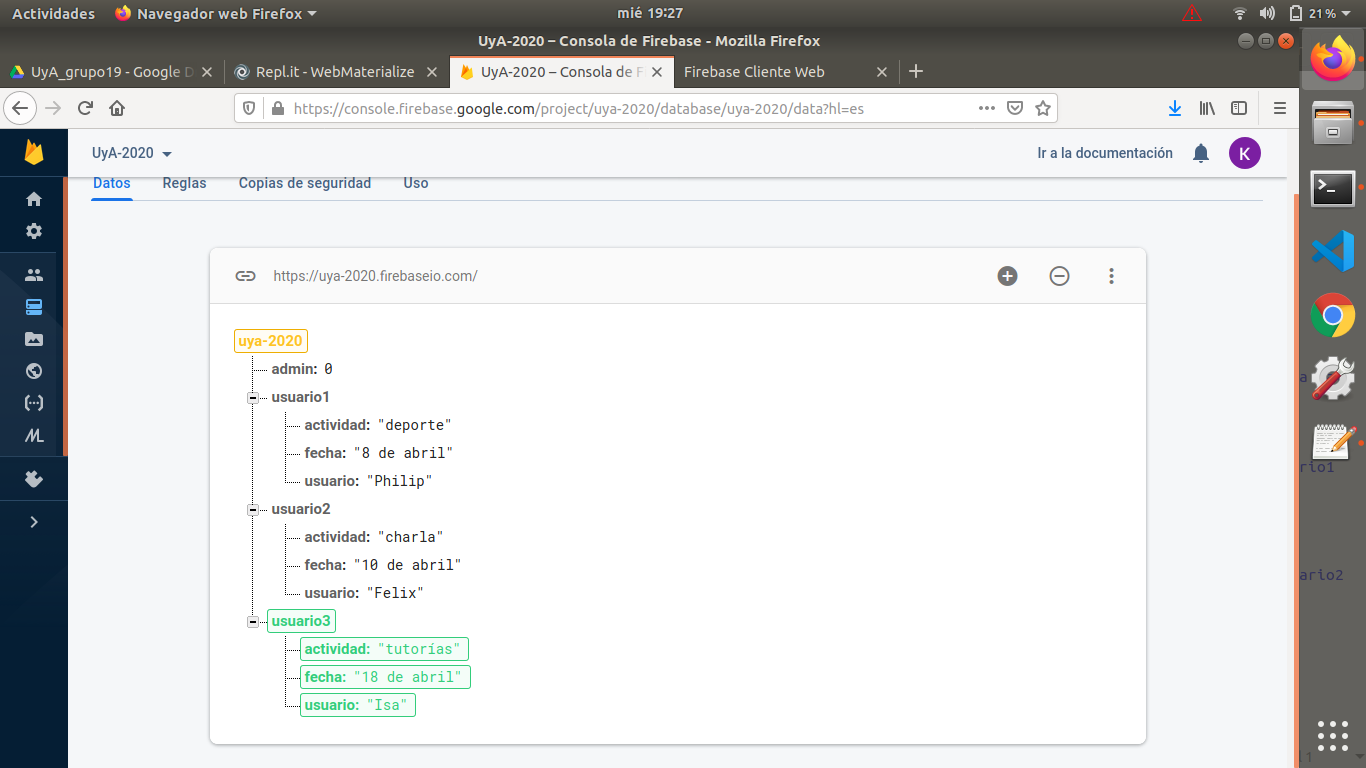 Actividades Navegador web Firefox mié 19:27 21 %
UyA-2020 – Consola de Firebase - Mozilla Firefox
UyA_grupo19 - Google D Repl.it - WebMaterialize UyA-2020 – Consola de F Firebase Cliente Web
https://console.firebase.google.com/project/uya-2020/database/uya-2020/data?hl=es
UyA-2020 Ir a la documentación K
Datos Reglas Copias de seguridad Uso
https://uya-2020.firebaseio.com/
uya-2020
admin: 0
usuario1
actividad: "deporte"
fecha: "8 de abril"
usuario: "Philip"
usuario2
actividad: "charla"
fecha: "10 de abril"
usuario: "Felix"
usuario3
actividad: "tutorías"
fecha: "18 de abril"
usuario: "Isa"
rio1
ario2